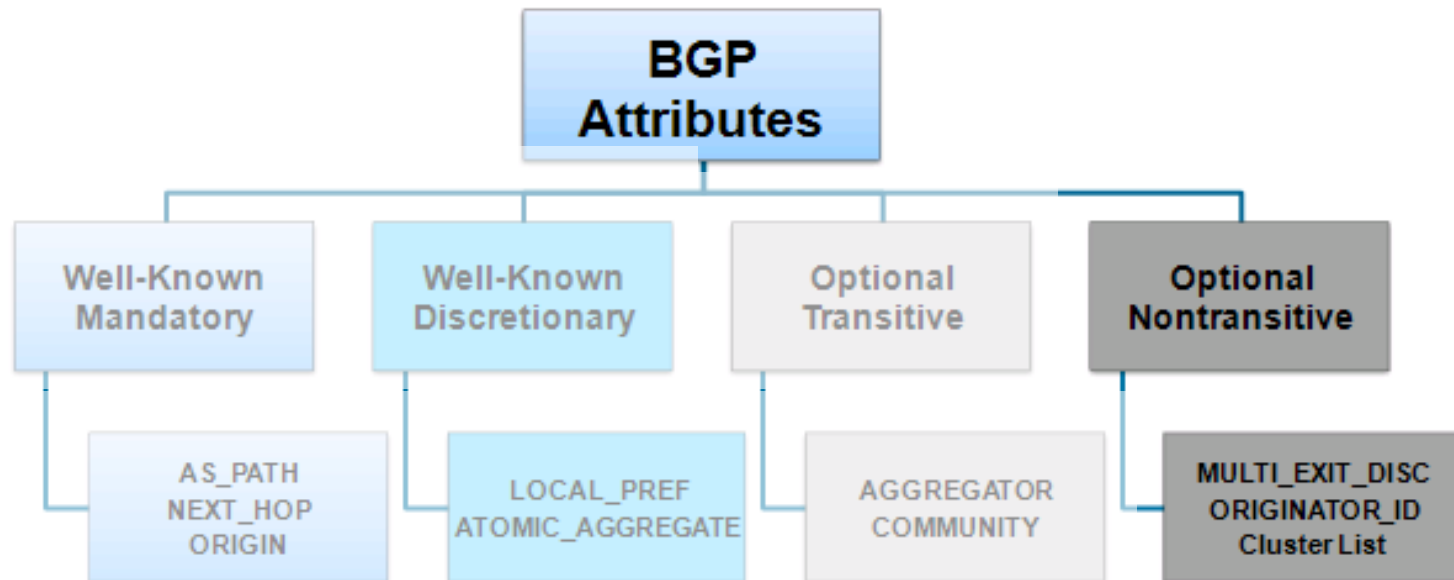 BGP
Attributes
Well-Known
Mandatory
Well-Known
Discretionary
Optional
Transitive
Optional
Nontransitive
AS_PATH
NEXT_HOP
ORIGIN
LOCAL_PREF
ATOMIC_AGGREGATE
AGGREGATOR
COMMUNITY
MULTI_EXIT_DISC
ORIGINATOR_ID
Cluster List